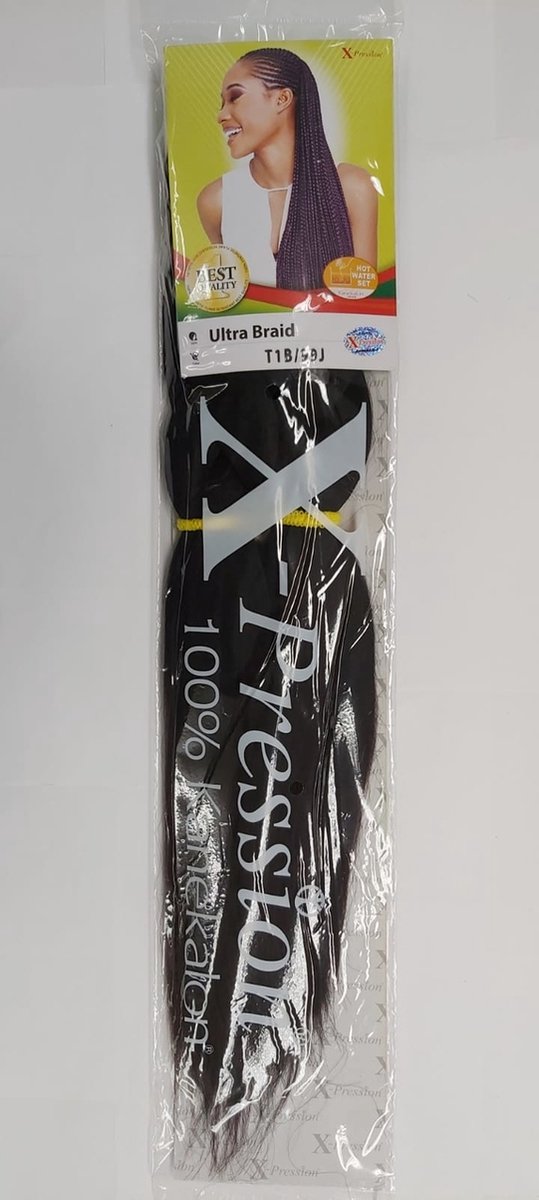 X-Pression
BEST
QUALITY
HOT
WATER
SET
Ultra Braid
T1B/99J
X-Pression
X-Pression
100% Kanekalon®
X-Pression
X-Pression
X-Pression
X-Pression